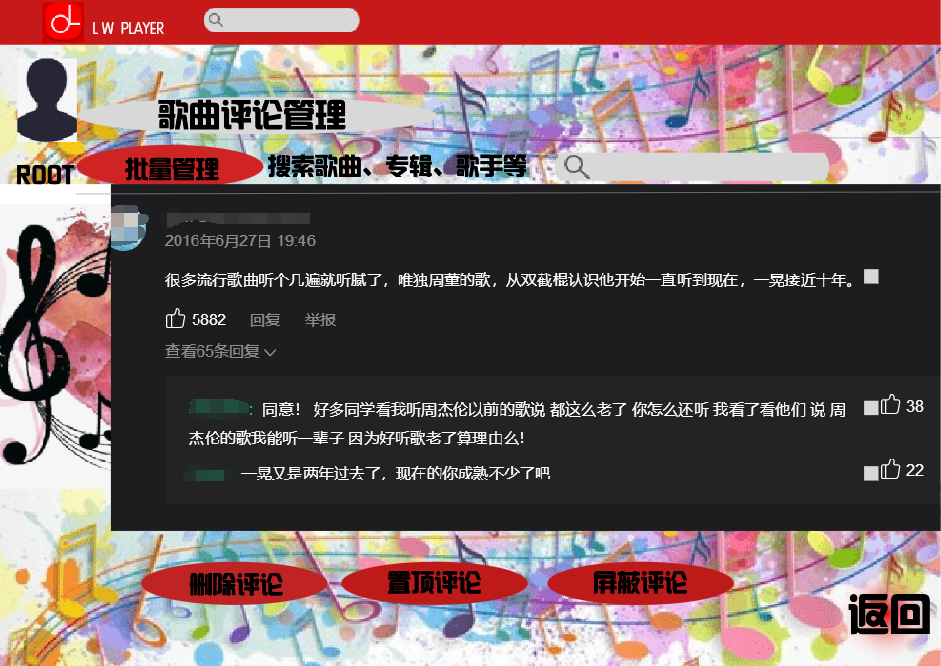 LW PLAYER
歌曲评论管理
ROOT 批量管理 搜索歌曲、专辑、歌手等
2016年6月27日 19:46
很多流行歌曲听个几遍就听腻了，唯独周董的歌，从双截棍认识他开始一直听到现在，一晃接近十年。
5882 回复 举报
查看65条回复
：同意！ 好多同学看我听周杰伦以前的歌说 都这么老了 你怎么还听 我看了看他们 说 周 38
杰伦的歌我能听一辈子 因为好听歌老了算理由么！
一晃又是两年过去了，现在的你成熟不少了吧 22
删除评论 置顶评论 屏蔽评论
返回